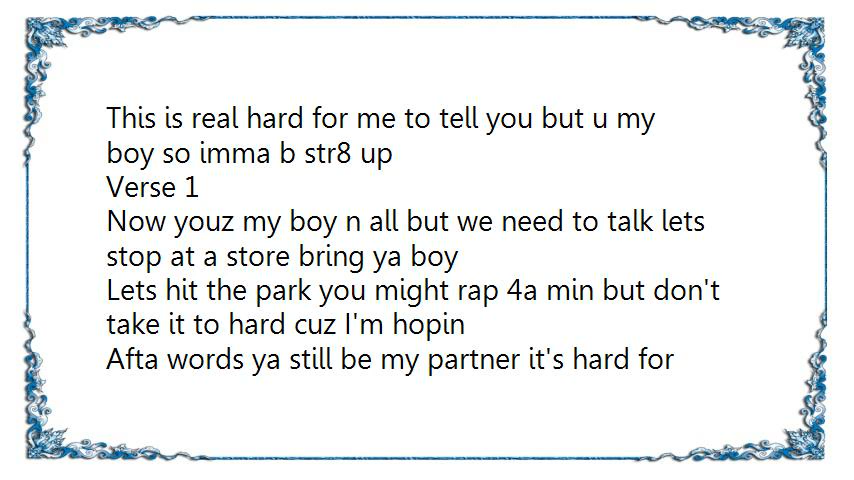 This is real hard for me to tell you but u my
boy so imma b str8 up
Verse 1
Now youz my boy n all but we need to talk lets
stop at a store bring ya boy
Lets hit the park you might rap 4a min but don't
take it to hard cuz I'm hopin
Afta words ya still be my partner it's hard for